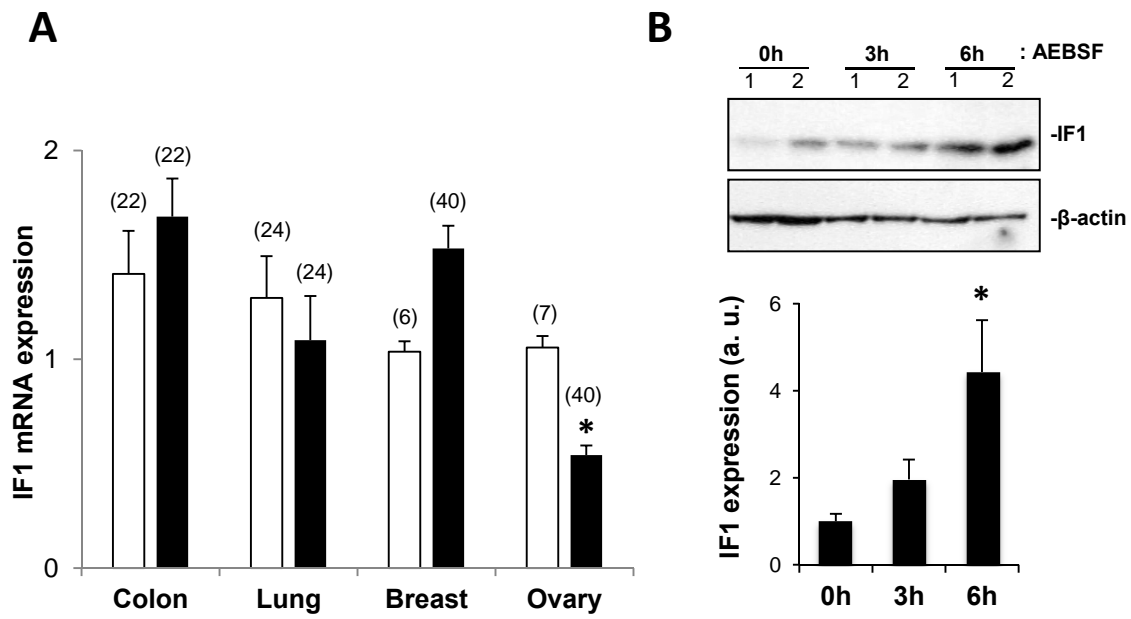 A
IF1 mRNA expression
2
1
0
(22)
(22)
(24)
(24)
(6)
(40)
(7)
(40)
*
Colon Lung Breast Ovary
B
0h 3h 6h : AEBSF
1 2 1 2 1 2
-IF1
-β-actin
IF1 expression (a. u.)
6
4
2
0
*
0h 3h 6h